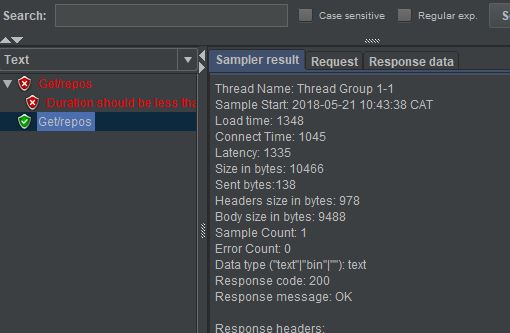 Search:
Case sensitive
Regular exp.
Text
Get/repos
Duration should be less tha
Get/repos
Sampler result
Request
Response data
Thread Name: Thread Group 1-1
Sample Start: 2018-05-21 10:43:38 CAT
Load time: 1348
Connect Time: 1045
Latency: 1335
Size in bytes: 10466
Sent bytes:138
Headers size in bytes: 978
Body size in bytes: 9488
Sample Count: 1
Error Count: 0
Data type ("text"|"bin"|""): text
Response code: 200
Response message: OK
Response headers: